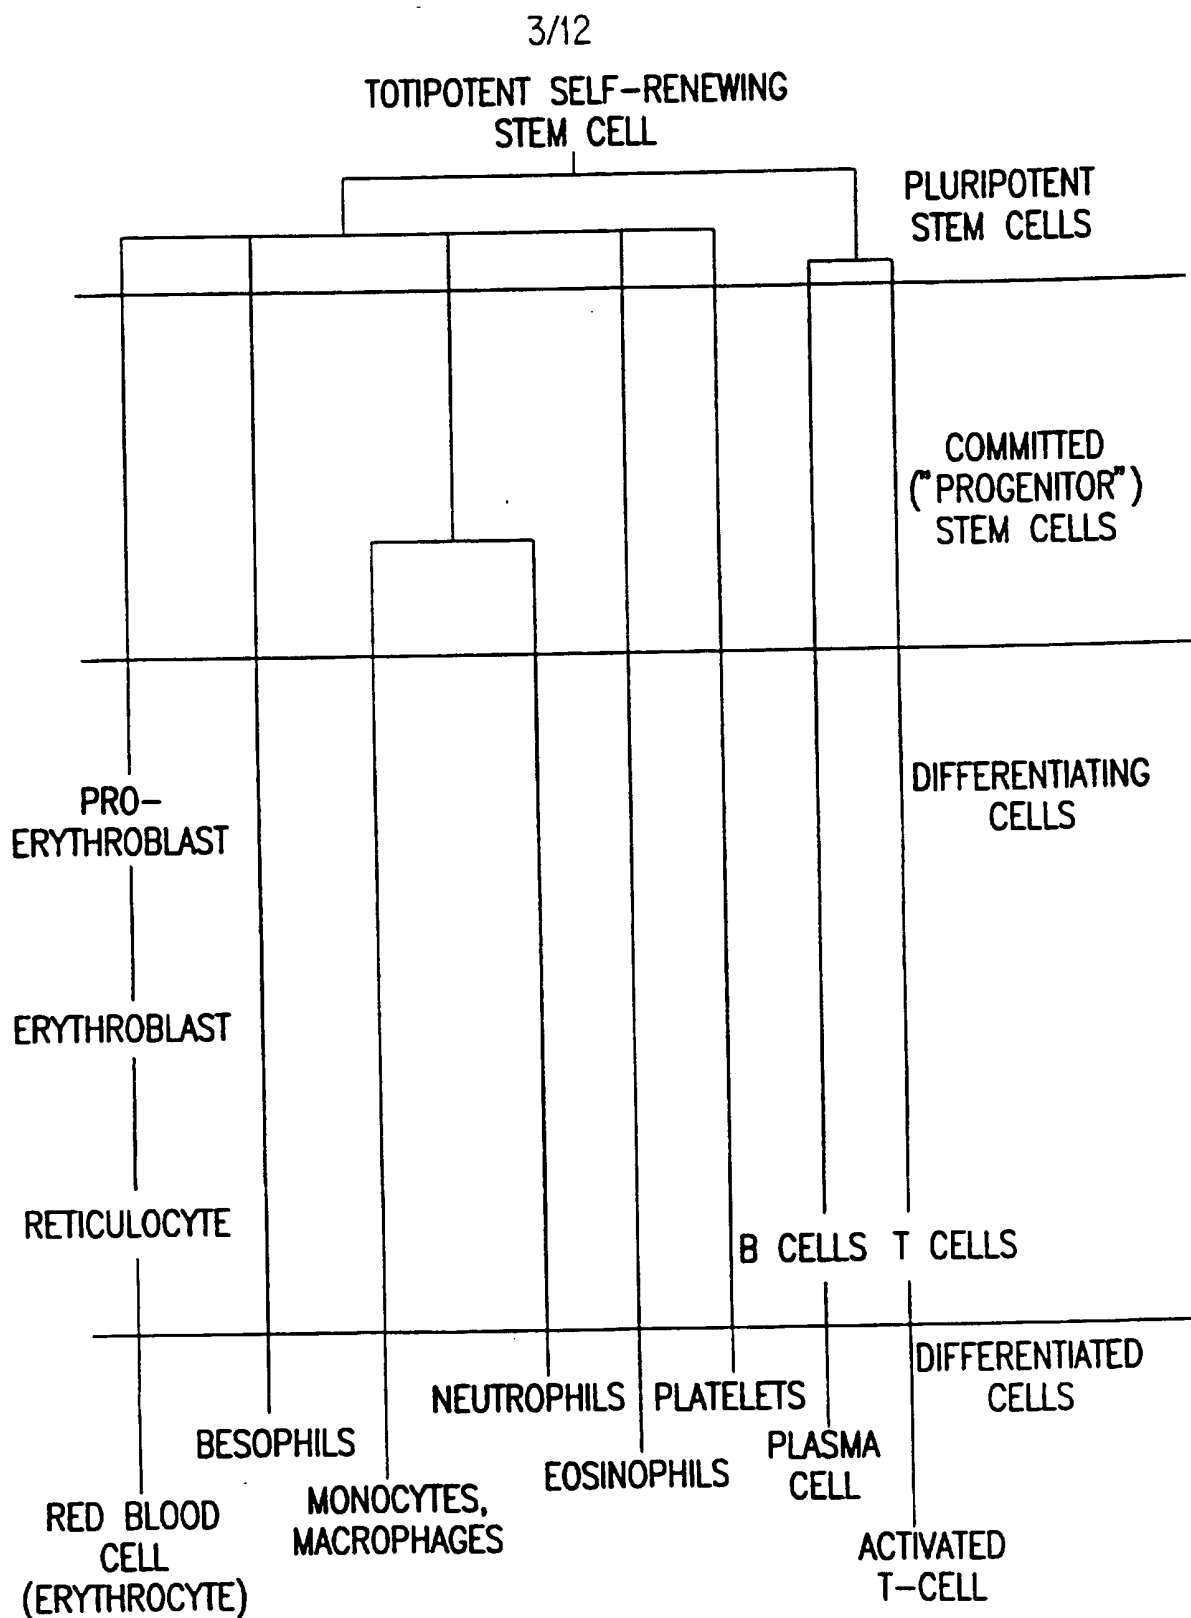 3/12
TOTIPOTENT SELF-RENEWING
STEM CELL
PLURIPOTENT
STEM CELLS
COMMITTED
("PROGENITOR")
STEM CELLS
DIFFERENTIATING
CELLS
PRO-
ERYTHROBLAST
ERYTHROBLAST
RETICULOCYTE
B CELLS T CELLS
DIFFERENTIATED
CELLS
NEUTROPHILS PLATELETS
BESOPHILS
PLASMA
CELL
EOSINOPHILS
MONOCYTES,
MACROPHAGES
RED BLOOD
CELL
(ERYTHROCYTE)
ACTIVATED
T-CELL